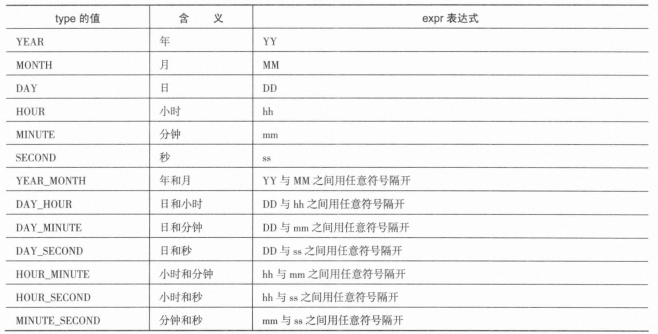 type 的值 含 义 expr 表达式
YEAR 年 YY
MONTH 月 MM
DAY 日 DD
HOUR 小时 hh
MINUTE 分钟 mm
SECOND 秒 ss
YEAR_MONTH 年和月 YY 与 MM 之间用任意符号隔开
DAY_HOUR 日和小时 DD 与 hh 之间用任意符号隔开
DAY_MINUTE 日和分钟 DD 与 mm 之间用任意符号隔开
DAY_SECOND 日和秒 DD 与 ss 之间用任意符号隔开
HOUR_MINUTE 小时和分钟 hh 与 mm 之间用任意符号隔开
HOUR_SECOND 小时和秒 hh 与 ss 之间用任意符号隔开
MINUTE_SECOND 分钟和秒 mm 与 ss 之间用任意符号隔开